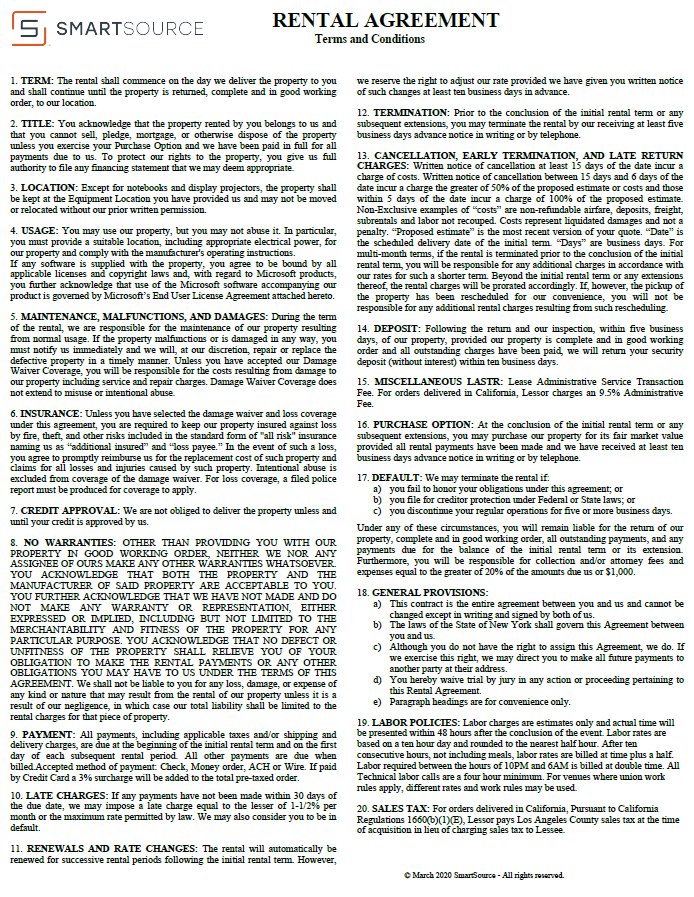 SMARTSOURCE
RENTAL AGREEMENT
Terms and Conditions
1. TERM: The rental shall commence on the day we deliver the property to you
and shall continue until the property is returned, complete and in good working
order, to our location.
2. TITLE: You acknowledge that the property rented by you belongs to us and
that you cannot sell, pledge, mortgage, or otherwise dispose of the property
unless you exercise your Purchase Option and we have been paid in full for all
payments due to us. To protect our rights to the property, you give us full
authority to file any financing statement that we may deem appropriate.
3. LOCATION: Except for notebooks and display projectors, the property shall
be kept at the Equipment Location you have provided us and may not be moved
or relocated without our prior written permission.
4. USAGE: You may use our property, but you may not abuse it. In particular,
you must provide a suitable location, including appropriate electrical power, for
our property and comply with the manufacturer's operating instructions.
If any software is supplied with the property, you agree to be bound by all
applicable licenses and copyright laws and, with regard to Microsoft products,
you further acknowledge that use of the Microsoft software accompanying our
product is governed by Microsoft's End User License Agreement attached hereto.
5. MAINTENANCE, MALFUNCTIONS, AND DAMAGES: During the term
of the rental, we are responsible for the maintenance of our property resulting
from normal usage. If the property malfunctions or is damaged in any way, you
must notify us immediately and we will, at our discretion, repair or replace the
defective property in a timely manner. Unless you have accepted our Damage
Waiver Coverage, you will be responsible for the costs resulting from damage to
our property including service and repair charges. Damage Waiver Coverage does
not extend to misuse or intentional abuse.
6. INSURANCE: Unless you have selected the damage waiver and loss coverage
under this agreement, you are required to keep our property insured against loss
by fire, theft, and other risks included in the standard form of "all risk" insurance
naming us as “additional insured” and “loss payee.” In the event of such a loss,
you agree to promptly reimburse us for the replacement cost of such property and
claims for all losses and injuries caused by such property. Intentional abuse is
excluded from coverage of the damage waiver. For loss coverage, a filed police
report must be produced for coverage to apply.
7. CREDIT APPROVAL: We are not obliged to deliver the property unless and
until your credit is approved by us.
8. NO WARRANTIES: OTHER THAN PROVIDING YOU WITH OUR
PROPERTY IN GOOD WORKING ORDER, NEITHER WE NOR ANY
ASSIGNEE OF OURS MAKE ANY OTHER WARRANTIES WHATSOEVER.
YOU ACKNOWLEDGE THAT BOTH THE PROPERTY AND THE
MANUFACTURER OF SAID PROPERTY ARE ACCEPTABLE TO YOU.
YOU FURTHER ACKNOWLEDGE THAT WE HAVE NOT MADE AND DO
NOT MAKE ANY WARRANTY OR REPRESENTATION, EITHER
EXPRESSED OR IMPLIED, INCLUDING BUT NOT LIMITED TO THE
MERCHANTABILITY AND FITNESS OF THE PROPERTY FOR ANY
PARTICULAR PURPOSE. YOU ACKNOWLEDGE THAT NO DEFECT OR
UNFITNESS OF THE PROPERTY SHALL RELIEVE YOU OF YOUR
OBLIGATION TO MAKE THE RENTAL PAYMENTS OR ANY OTHER
OBLIGATIONS YOU MAY HAVE TO US UNDER THE TERMS OF THIS
AGREEMENT. We shall not be liable to you for any loss, damage, or expense of
any kind or nature that may result from the rental of our property unless it is a
result of our negligence, in which case our total liability shall be limited to the
rental charges for that piece of property.
9. PAYMENT: All payments, including applicable taxes and/or shipping and
delivery charges, are due at the beginning of the initial rental term and on the first
day of each subsequent rental period. All other payments are due when
billed.Accepted method of payment: Check, Money order, ACH or Wire. If paid
by Credit Card a 3% surcharge will be added to the total pre-taxed order.
10. LATE CHARGES: If any payments have not been made within 30 days of
the due date, we may impose a late charge equal to the lesser of 1-1/2% per
month or the maximum rate permitted by law. We may also consider you to be in
default.
11. RENEWALS AND RATE CHANGES: The rental will automatically be
renewed for successive rental periods following the initial rental term. However,
we reserve the right to adjust our rate provided we have given you written notice
of such changes at least ten business days in advance.
12. TERMINATION: Prior to the conclusion of the initial rental term or any
subsequent extensions, you may terminate the rental by our receiving at least five
business days advance notice in writing or by telephone.
13. CANCELLATION, EARLY TERMINATION, AND LATE RETURN
CHARGES: Written notice of cancellation at least 15 days of the date incur a
charge of costs. Written notice of cancellation between 15 days and 6 days of the
date incur a charge the greater of 50% of the proposed estimate or costs and those
within 5 days of the date incur a charge of 100% of the proposed estimate.
Non-Exclusive examples of “costs” are non-refundable airfare, deposits, freight,
subrentals and labor not recouped. Costs represent liquidated damages and not a
penalty. “Proposed estimate” is the most recent version of your quote. “Date” is
the scheduled delivery date of the initial term. “Days” are business days. For
multi-month terms, if the rental is terminated prior to the conclusion of the initial
rental term, you will be responsible for any additional charges in accordance with
our rates for such a shorter term. Beyond the initial rental term or any extensions
thereof, the rental charges will be prorated accordingly. If, however, the pickup of
the property has been rescheduled for our convenience, you will not be
responsible for any additional rental charges resulting from such rescheduling.
14. DEPOSIT: Following the return and our inspection, within five business
days, of our property, provided our property is complete and in good working
order and all outstanding charges have been paid, we will return your security
deposit (without interest) within ten business days.
15. MISCELLANEOUS LASTR: Lease Administrative Service Transaction
Fee. For orders delivered in California, Lessor charges an 9.5% Administrative
Fee.
16. PURCHASE OPTION: At the conclusion of the initial rental term or any
subsequent extensions, you may purchase our property for its fair market value
provided all rental payments have been made and we have received at least ten
business days advance notice in writing or by telephone.
17. DEFAULT: We may terminate the rental if:
a) you fail to honor your obligations under this agreement; or
b) you file for creditor protection under Federal or State laws; or
c) you discontinue your regular operations for five or more business days.
Under any of these circumstances, you will remain liable for the return of our
property, complete and in good working order, all outstanding payments, and any
payments due for the balance of the initial rental term or its extension.
Furthermore, you will be responsible for collection and/or attorney fees and
expenses equal to the greater of 20% of the amounts due us or $1,000.
18. GENERAL PROVISIONS:
a) This contract is the entire agreement between you and us and cannot be
changed except in writing and signed by both of us.
b) The laws of the State of New York shall govern this Agreement between
you and us.
c) Although you do not have the right to assign this Agreement, we do. If
we exercise this right, we may direct you to make all future payments to
another party at their address.
d) You hereby waive trial by jury in any action or proceeding pertaining to
this Rental Agreement.
e) Paragraph headings are for convenience only.
19. LABOR POLICIES: Labor charges are estimates only and actual time will
be presented within 48 hours after the conclusion of the event. Labor rates are
based on a ten hour day and rounded to the nearest half hour. After ten
consecutive hours, not including meals, labor rates are billed at time plus a half.
Labor required between the hours of 10PM and 6AM is billed at double time. All
Technical labor calls are a four hour minimum. For venues where union work
rules apply, different rates and work rules may be used.
20. SALES TAX: For orders delivered in California, Pursuant to California
Regulations 1660(b)(1)(E), Lessor pays Los Angeles County sales tax at the time
of acquisition in lieu of charging sales tax to Lessee.
© March 2020 SmartSource - All rights reserved.